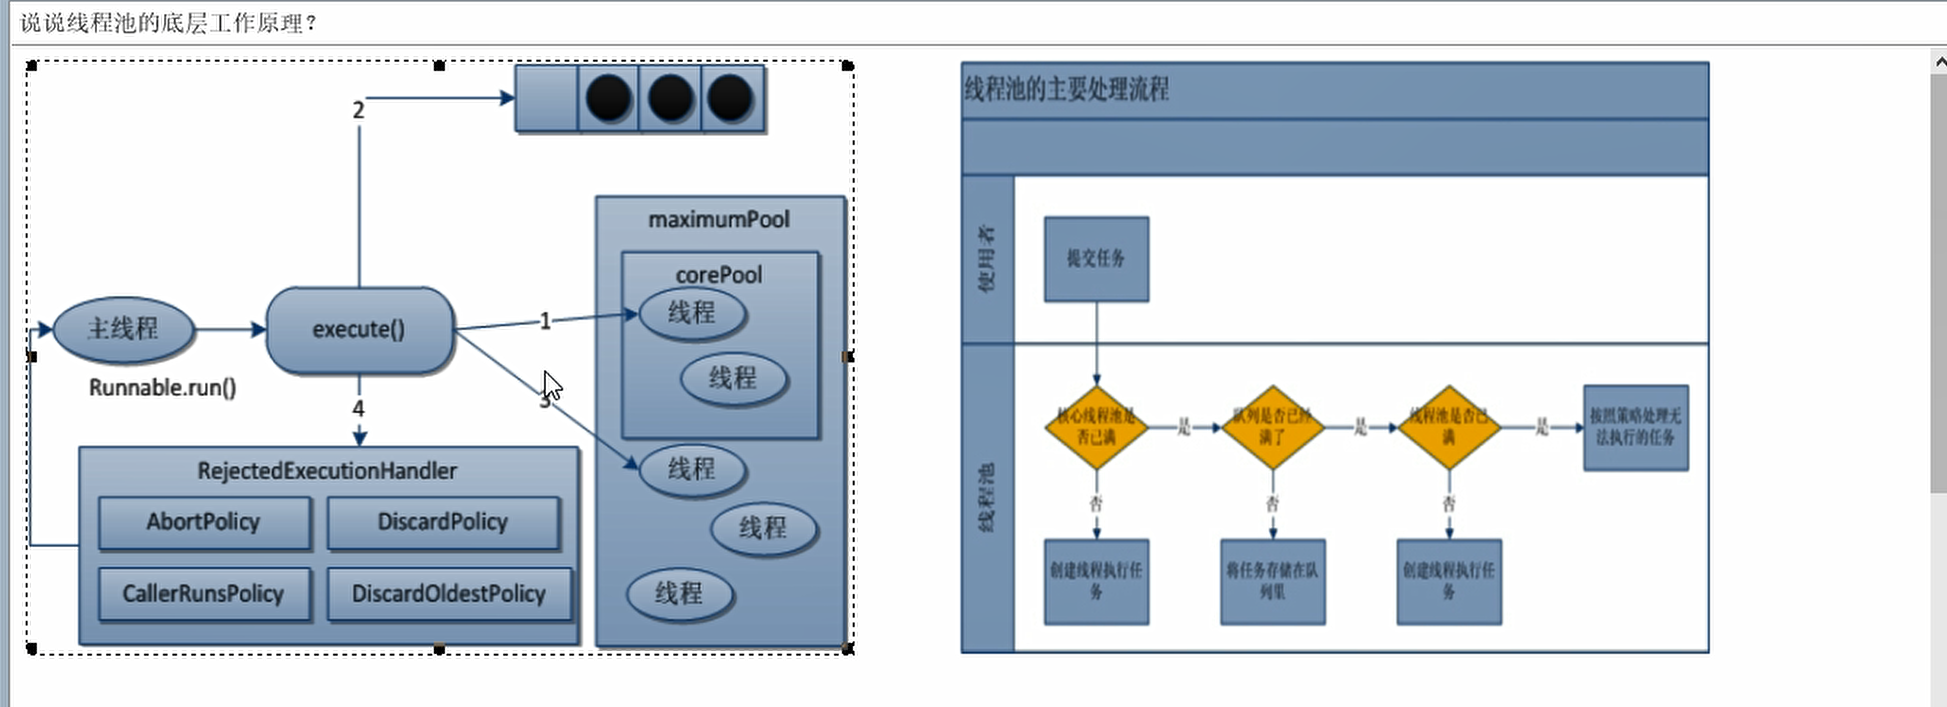 说说线程池的底层工作原理？
2
maximumPool
corePool
线程
线程
1
主线程
execute()
Runnable.run()
3
4
线程
线程
线程
RejectedExecutionHandler
AbortPolicy
DiscardPolicy
CallerRunsPolicy
DiscardOldestPolicy
线程池的主要处理流程
使用者
提交任务
线程池
核心线程池是
否已满
是
队列是否已经
满了
是
线程池是否已
满
是
按照策略处理无
法执行的任务
否
否
否
创建线程执行任
务
将任务存储在队
列里
创建线程执行任
务